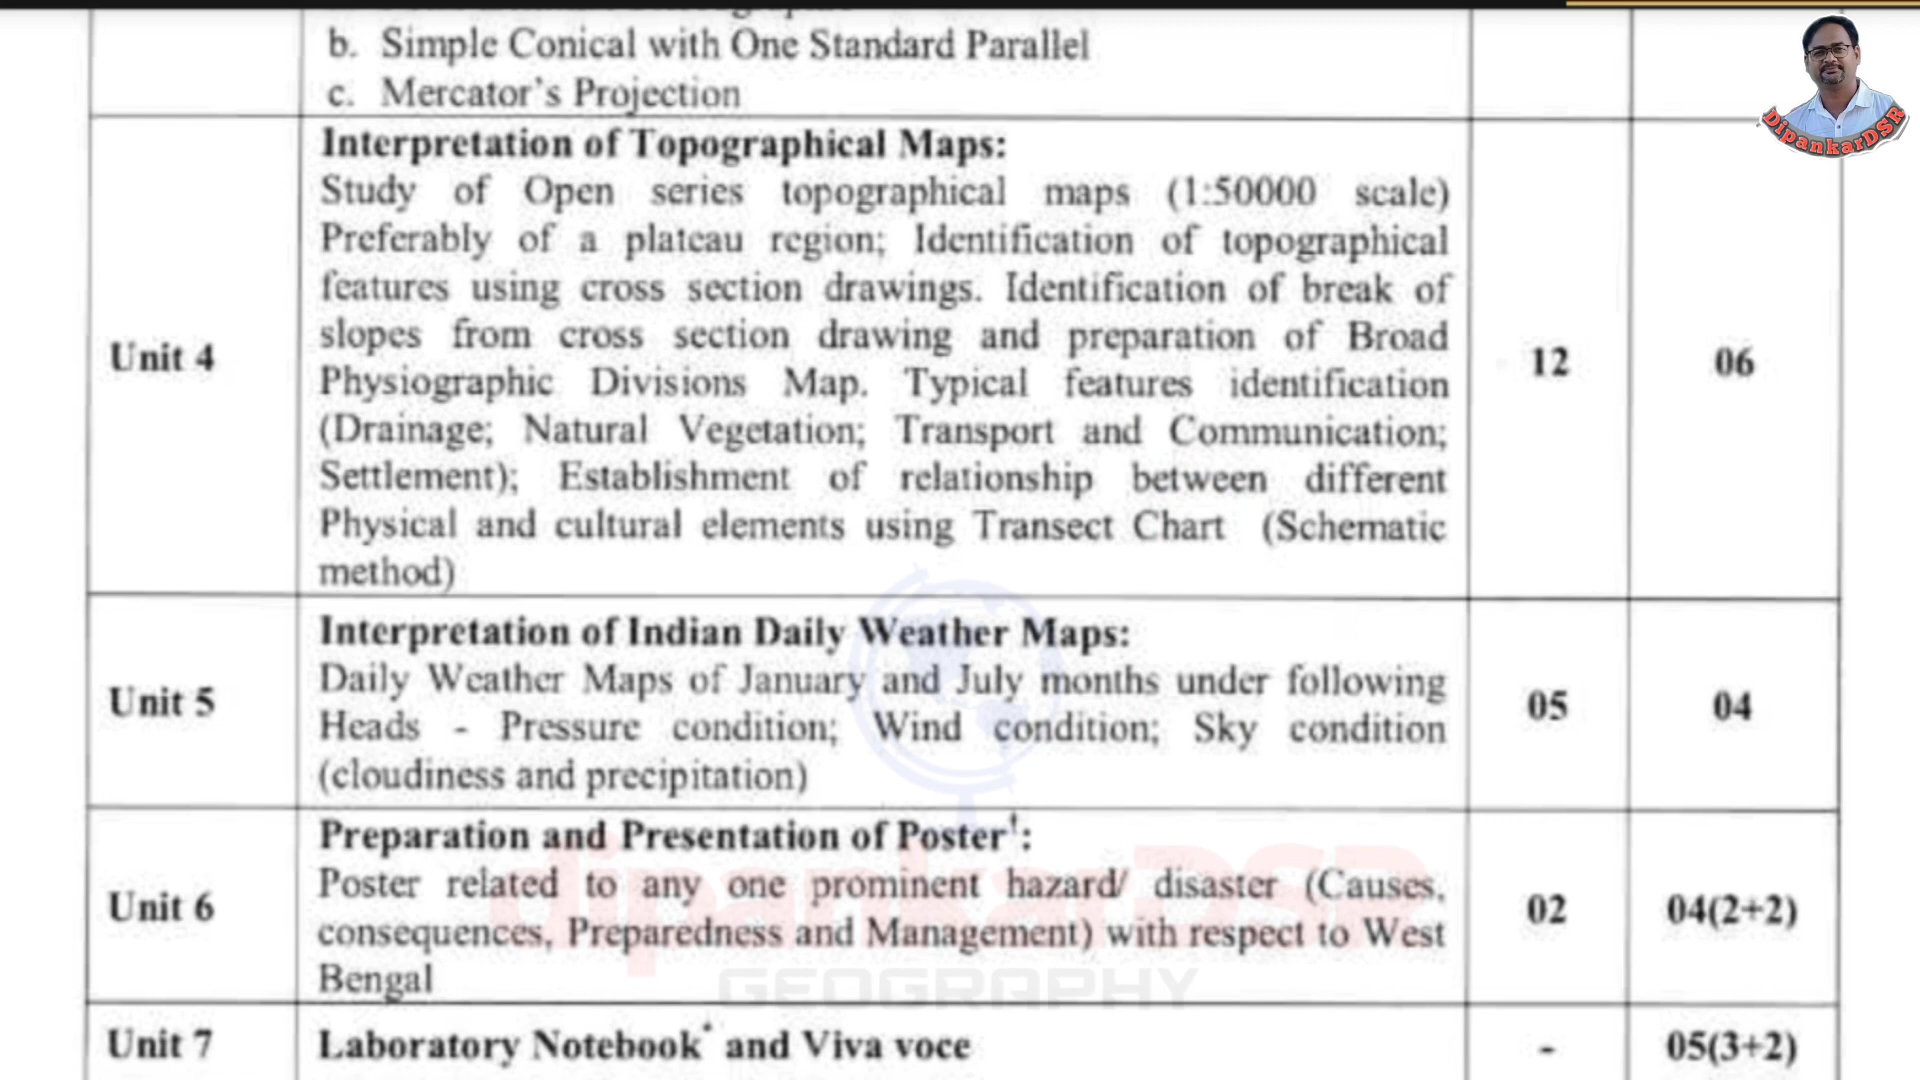 b. Simple Conical with One Standard Parallel
c. Mercator's Projection
DipankarDSR
Interpretation of Topographical Maps:
Study of Open series topographical maps (1:50000 scale)
Preferably of a plateau region; Identification of topographical
features using cross section drawings. Identification of break of
slopes from cross section drawing and preparation of Broad
Unit 4
12
06
Physiographic Divisions Map. Typical features identification
(Drainage; Natural Vegetation; Transport and Communication;
Settlement); Establishment of relationship between different
Physical and cultural elements using Transect Chart (Schematic
method)
Interpretation of Indian Daily Weather Maps:
Daily Weather Maps of January and July months under following
Unit 5
05
04
Heads - Pressure condition; Wind condition; Sky condition
(cloudiness and precipitation)
Preparation and Presentation of Poster†:
Poster related to any one prominent hazard/ disaster (Causes,
Unit 6
02
04(2+2)
consequences, Preparedness and Management) with respect to West
Bengal
dipankarDSR
GEOGRAPHY
Unit 7
Laboratory Notebook* and Viva voce
-
05(3+2)